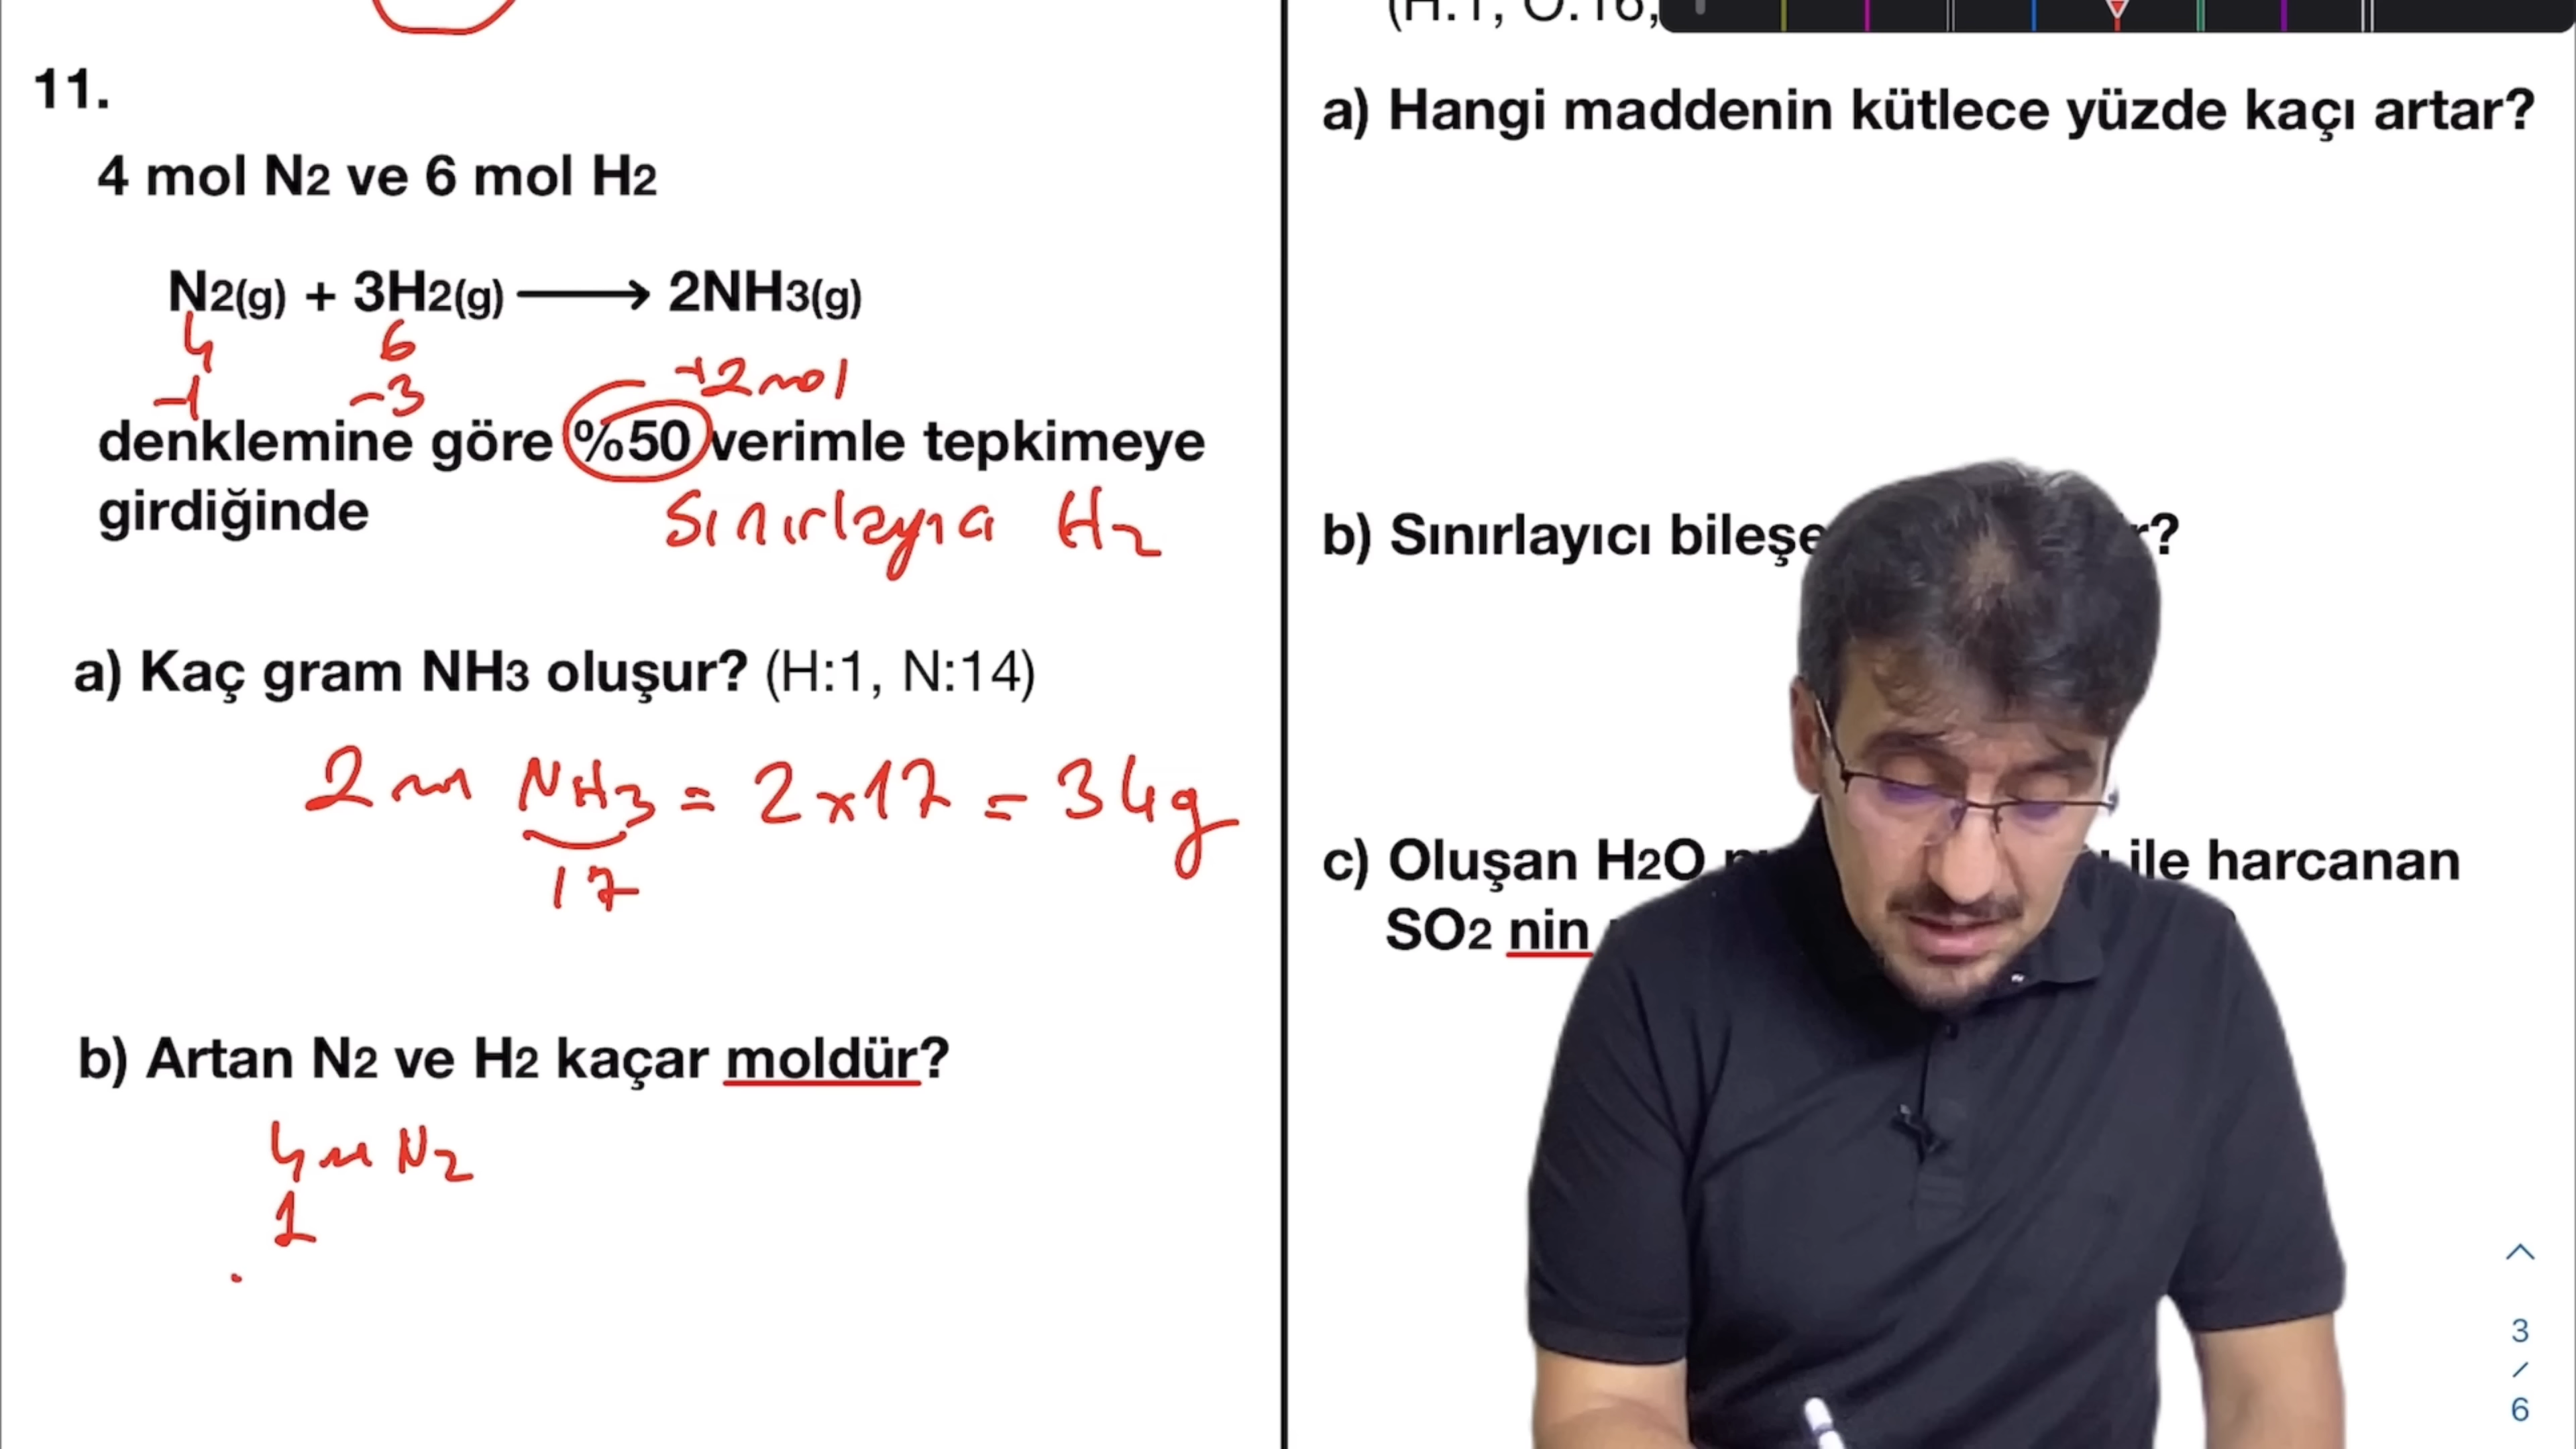 11.
4 mol N2 ve 6 mol H2
N2(g) + 3H2(g) ⟶ 2NH3(g)
4 6
-1 -3 +2mol
denklemine göre %50 verimle tepkimeye
girdiğinde
Sınırlayıcı H2
a) Kaç gram NH3 oluşur? (H:1, N:14)
2 m NH3 = 2x17 = 34g
17
b) Artan N2 ve H2 kaçar moldür?
4 m N2
1
(H:1, O:16,
a) Hangi maddenin kütlece yüzde kaçı artar?
b) Sınırlayıcı
c) Oluşan H2O ile harcanan
SO2 nin
3
/
6